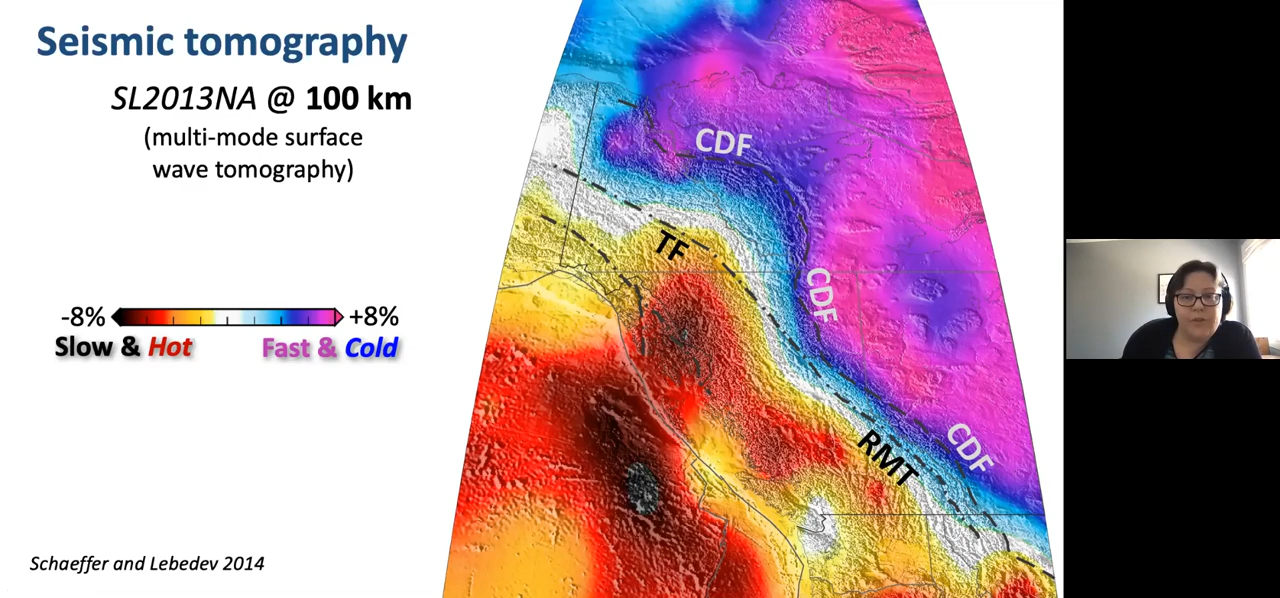 Seismic tomography
SL2013NA @ 100 km
(multi-mode surface
wave tomography)
-8% +8%
Slow & Hot Fast & Cold
Schaeffer and Lebedev 2014
CDF
TF
CDF
RMT
CDF